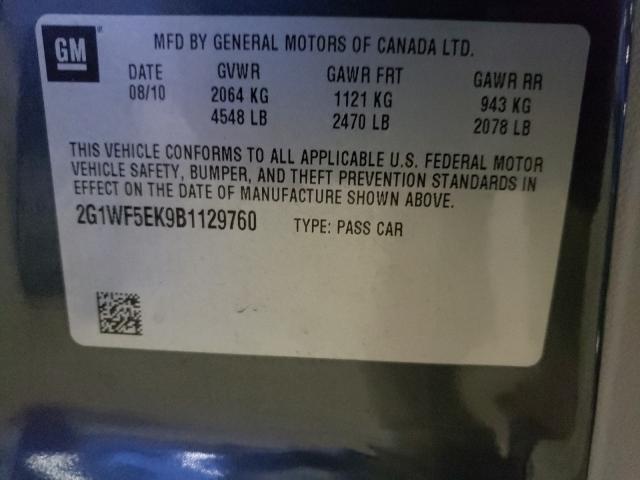 GM
MFD BY GENERAL MOTORS OF CANADA LTD.
DATE GVWR GAWR FRT GAWR RR
08/10 2064 KG 1121 KG 943 KG
4548 LB 2470 LB 2078 LB
THIS VEHICLE CONFORMS TO ALL APPLICABLE U.S. FEDERAL MOTOR
VEHICLE SAFETY, BUMPER, AND THEFT PREVENTION STANDARDS IN
EFFECT ON THE DATE OF MANUFACTURE SHOWN ABOVE.
2G1WF5EK9B1129760 TYPE: PASS CAR